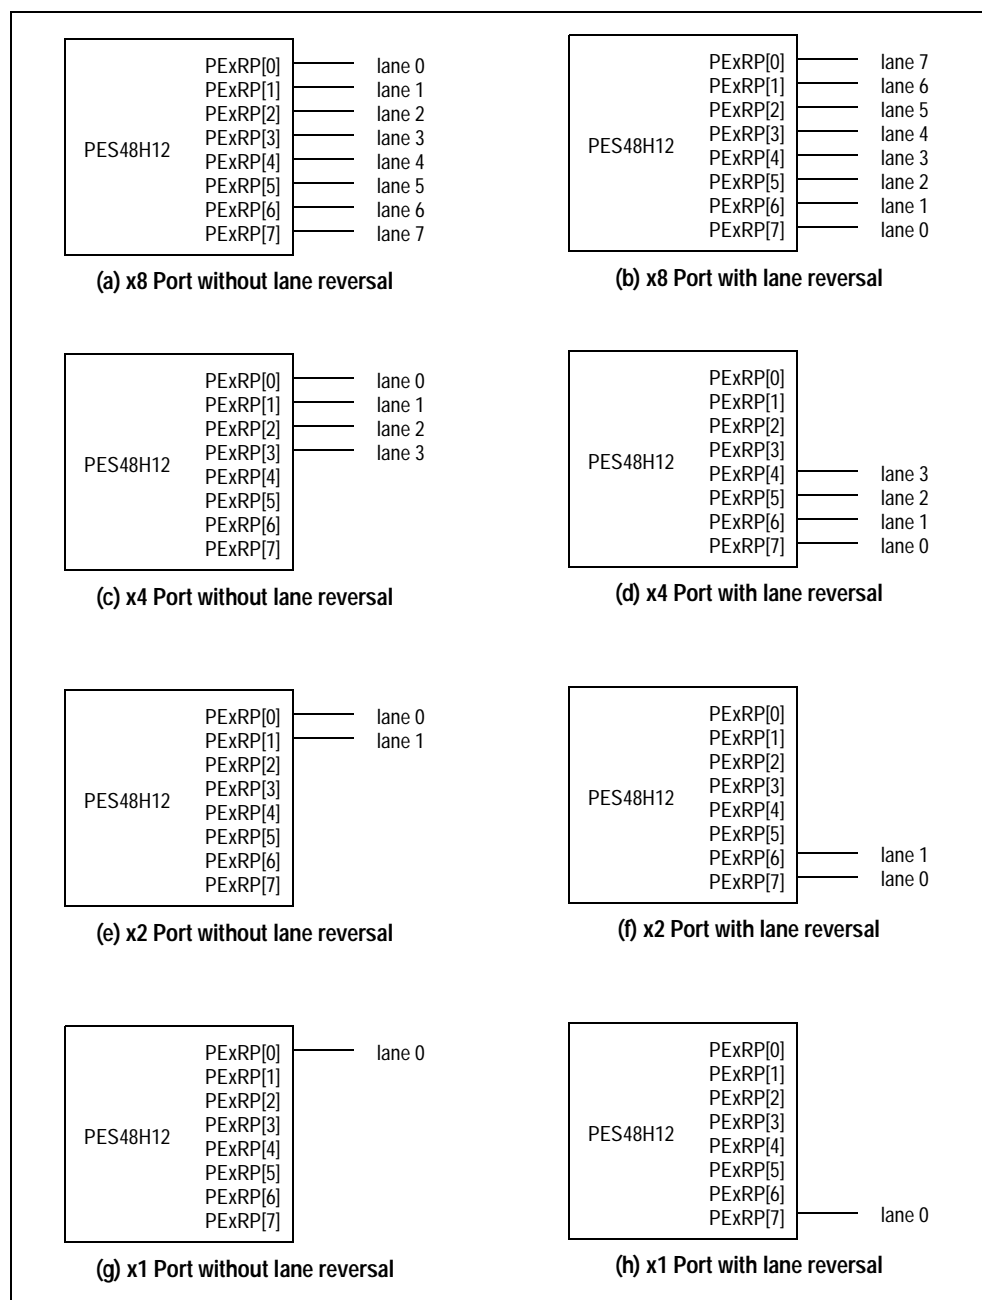 PExRP[0] lane 0
PExRP[1] lane 1
PExRP[2] lane 2
PExRP[3] lane 3
PES48H12
PExRP[4] lane 4
PExRP[5] lane 5
PExRP[6] lane 6
PExRP[7] lane 7
(a) x8 Port without lane reversal
PExRP[0] lane 7
PExRP[1] lane 6
PExRP[2] lane 5
PExRP[3] lane 4
PES48H12
PExRP[4] lane 3
PExRP[5] lane 2
PExRP[6] lane 1
PExRP[7] lane 0
(b) x8 Port with lane reversal
PExRP[0] lane 0
PExRP[1] lane 1
PExRP[2] lane 2
PExRP[3] lane 3
PES48H12
PExRP[4]
PExRP[5]
PExRP[6]
PExRP[7]
(c) x4 Port without lane reversal
PExRP[0]
PExRP[1]
PExRP[2]
PExRP[3]
PES48H12
PExRP[4] lane 3
PExRP[5] lane 2
PExRP[6] lane 1
PExRP[7] lane 0
(d) x4 Port with lane reversal
PExRP[0] lane 0
PExRP[1] lane 1
PExRP[2]
PExRP[3]
PES48H12
PExRP[4]
PExRP[5]
PExRP[6]
PExRP[7]
(e) x2 Port without lane reversal
PExRP[0]
PExRP[1]
PExRP[2]
PExRP[3]
PES48H12
PExRP[4]
PExRP[5]
PExRP[6] lane 1
PExRP[7] lane 0
(f) x2 Port with lane reversal
PExRP[0] lane 0
PExRP[1]
PExRP[2]
PExRP[3]
PES48H12
PExRP[4]
PExRP[5]
PExRP[6]
PExRP[7]
(g) x1 Port without lane reversal
PExRP[0]
PExRP[1]
PExRP[2]
PExRP[3]
PES48H12
PExRP[4]
PExRP[5]
PExRP[6]
PExRP[7] lane 0
(h) x1 Port with lane reversal